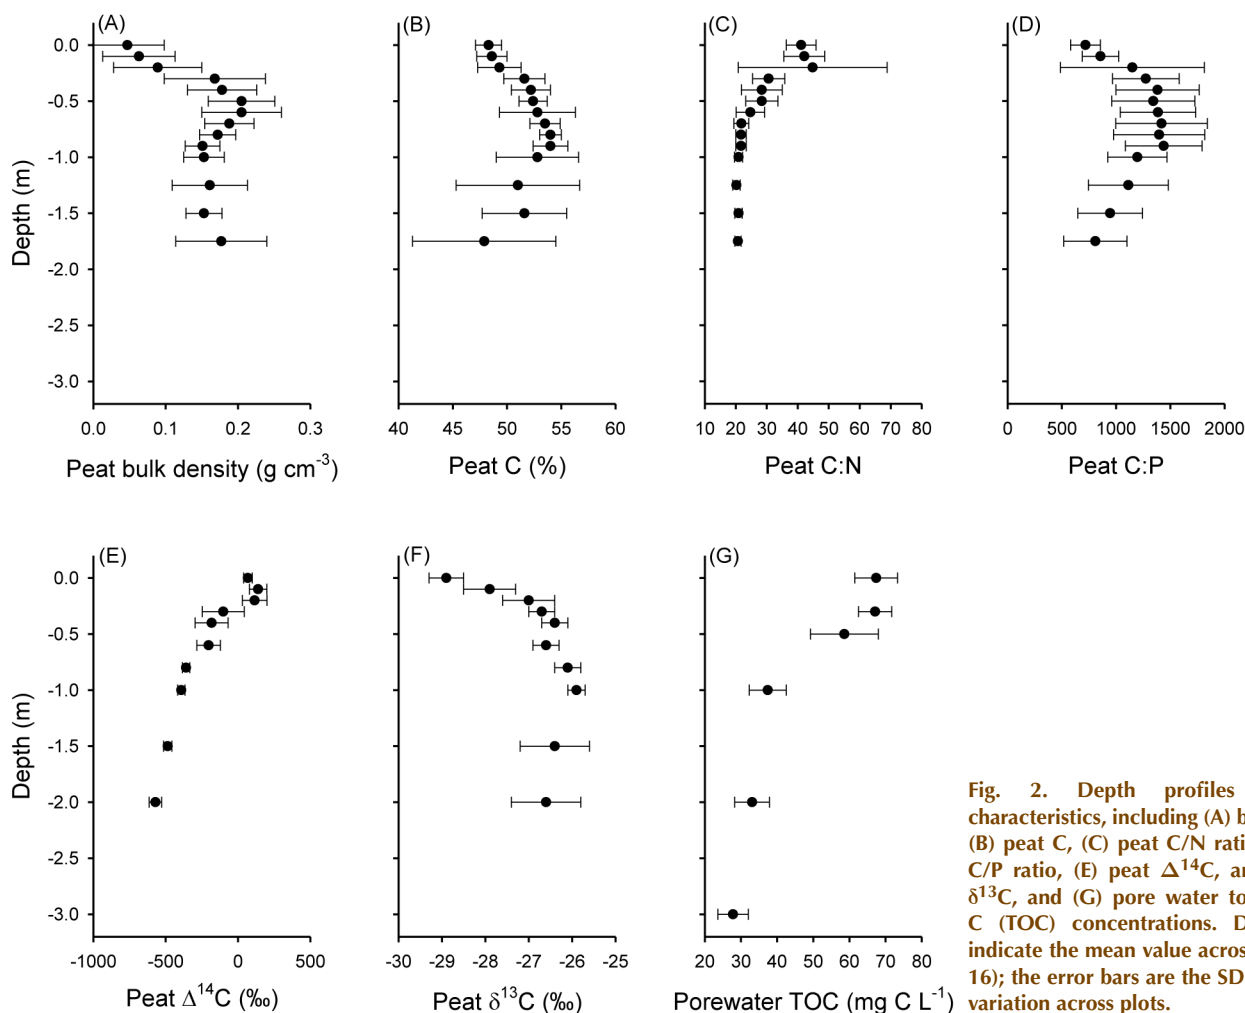 (A)
(B)
(C)
(D)
Depth (m)
0.0
-0.5
-1.0
-1.5
-2.0
-2.5
-3.0
0.0 0.1 0.2 0.3
40 45 50 55 60
10 20 30 40 50 60 70 80
0 500 1000 1500 2000
Peat bulk density (g cm⁻³)
Peat C (%)
Peat C:N
Peat C:P
(E)
(F)
(G)
Depth (m)
0.0
-0.5
-1.0
-1.5
-2.0
-2.5
-3.0
-1000 -500 0 500
-30 -29 -28 -27 -26 -25
20 30 40 50 60 70 80
Peat Δ¹⁴C (‰)
Peat δ¹³C (‰)
Porewater TOC (mg C L⁻¹)
Fig. 2. Depth profiles
characteristics, including (A) b
(B) peat C, (C) peat C/N rati
C/P ratio, (E) peat Δ¹⁴C, an
δ¹³C, and (G) pore water to
C (TOC) concentrations. D
indicate the mean value acros
16); the error bars are the SD
variation across plots.